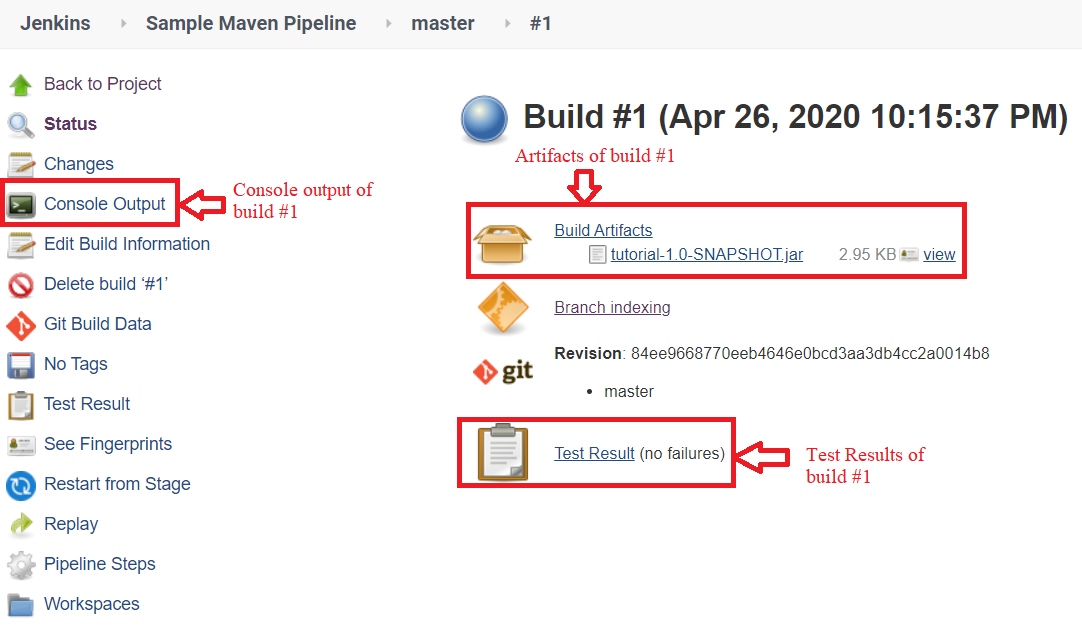 Jenkins Sample Maven Pipeline master #1
Back to Project
Status
Changes
Console Output
Edit Build Information
Delete build ‘#1’
Git Build Data
No Tags
Test Result
See Fingerprints
Restart from Stage
Replay
Pipeline Steps
Workspaces
Console output of
build #1
Build #1 (Apr 26, 2020 10:15:37 PM)
Artifacts of build #1
Build Artifacts
tutorial-1.0-SNAPSHOT.jar 2.95 KB view
Branch indexing
git
Revision: 84ee9668770eeb4646e0bcd3aa3db4cc2a0014b8
• master
Test Result (no failures)
Test Results of
build #1